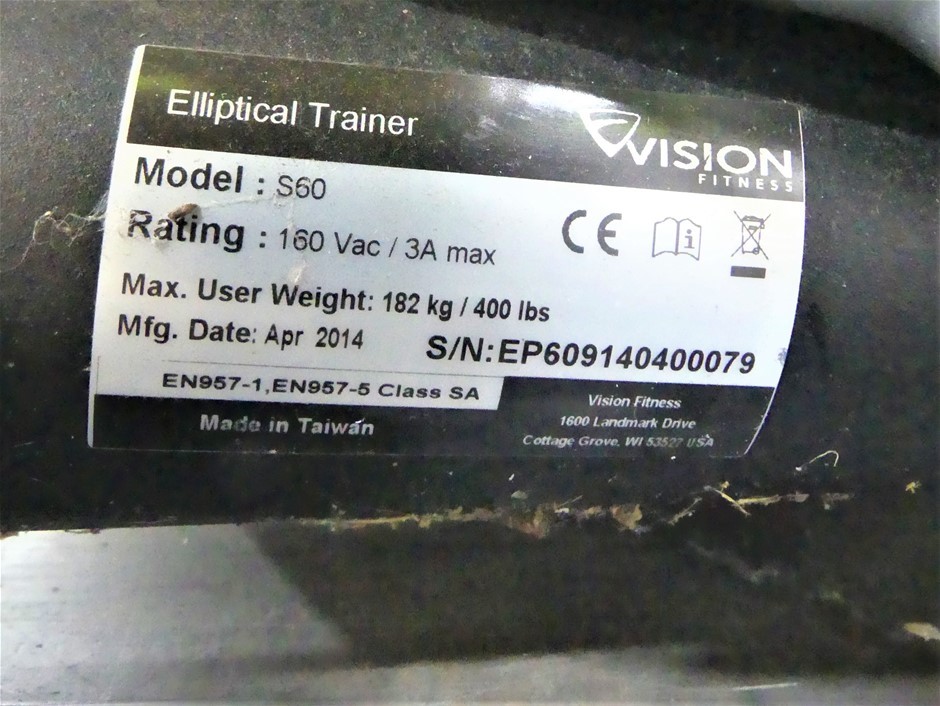 Elliptical Trainer
VISION
FITNESS
Model : S60
Rating : 160 Vac / 3A max
CE
Max. User Weight: 182 kg / 400 lbs
Mfg. Date: Apr 2014
S/N:EP609140400079
EN957-1,EN957-5 Class SA
Made in Taiwan
Vision Fitness
1600 Landmark Drive
Cottage Grove, WI 53527 USA